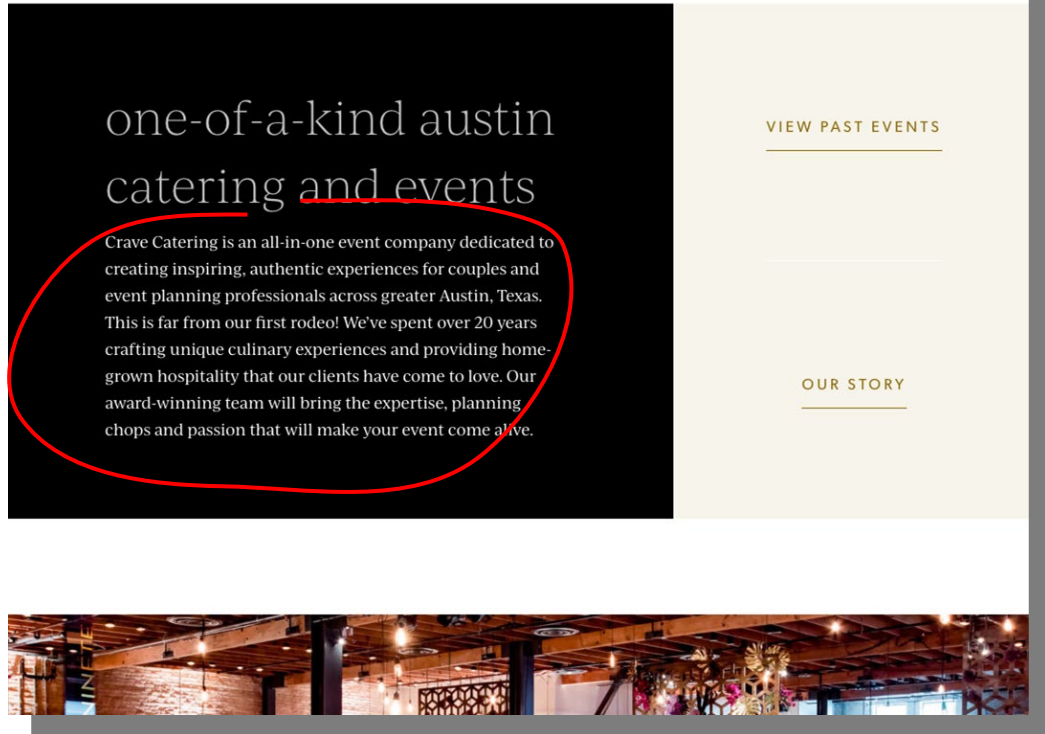 one-of-a-kind austin
catering and events
Crave Catering is an all-in-one event company dedicated to
creating inspiring, authentic experiences for couples and
event planning professionals across greater Austin, Texas.
This is far from our first rodeo! We've spent over 20 years
crafting unique culinary experiences and providing home-
grown hospitality that our clients have come to love. Our
award-winning team will bring the expertise, planning
chops and passion that will make your event come alive.
VIEW PAST EVENTS
OUR STORY